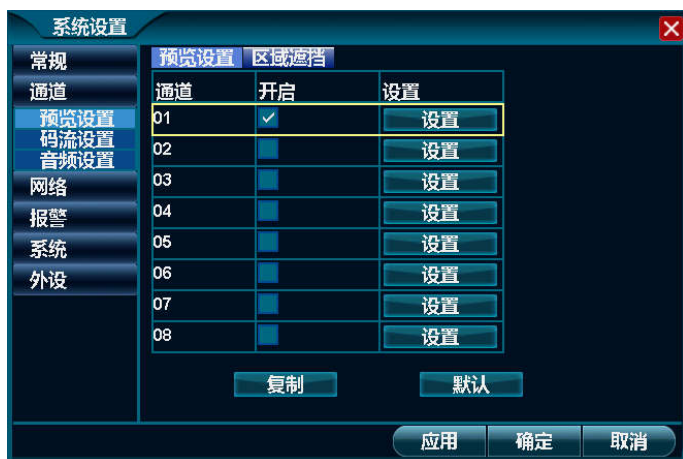 系统设置
常规
通道
预览设置
码流设置
音频设置
网络
报警
系统
外设
预览设置 区域遮挡
通道 开启 设置
01 设置
02 设置
03 设置
04 设置
05 设置
06 设置
07 设置
08 设置
复制 默认
应用 确定 取消